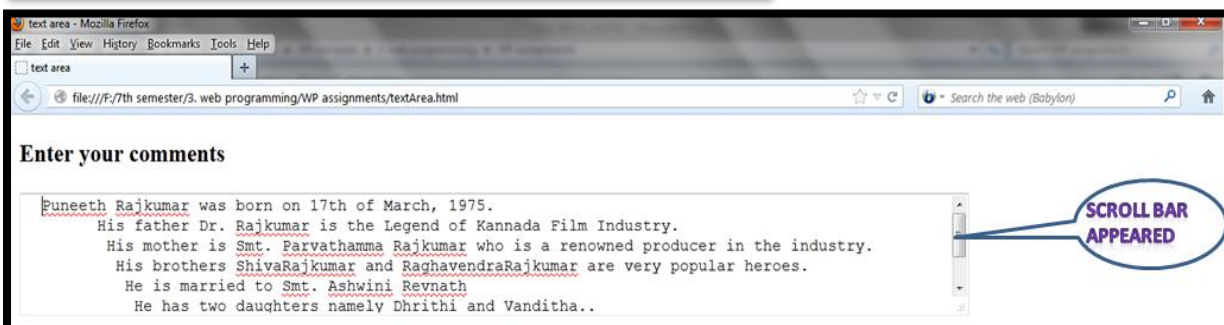 text area - Mozilla Firefox
File Edit View History Bookmarks Tools Help
text area
file:///F:/7th semester/3. web programming/WP assignments/textArea.html
Search the web (Babylon)
Enter your comments
Puneeth Rajkumar was born on 17th of March, 1975.
His father Dr. Rajkumar is the Legend of Kannada Film Industry.
His mother is Smt. Parvathamma Rajkumar who is a renowned producer in the industry.
His brothers ShivaRajkumar and RaghavendraRajkumar are very popular heroes.
He is married to Smt. Ashwini Revnath
He has two daughters namely Dhrithi and Vanditha..
SCROLL BAR
APPEARED